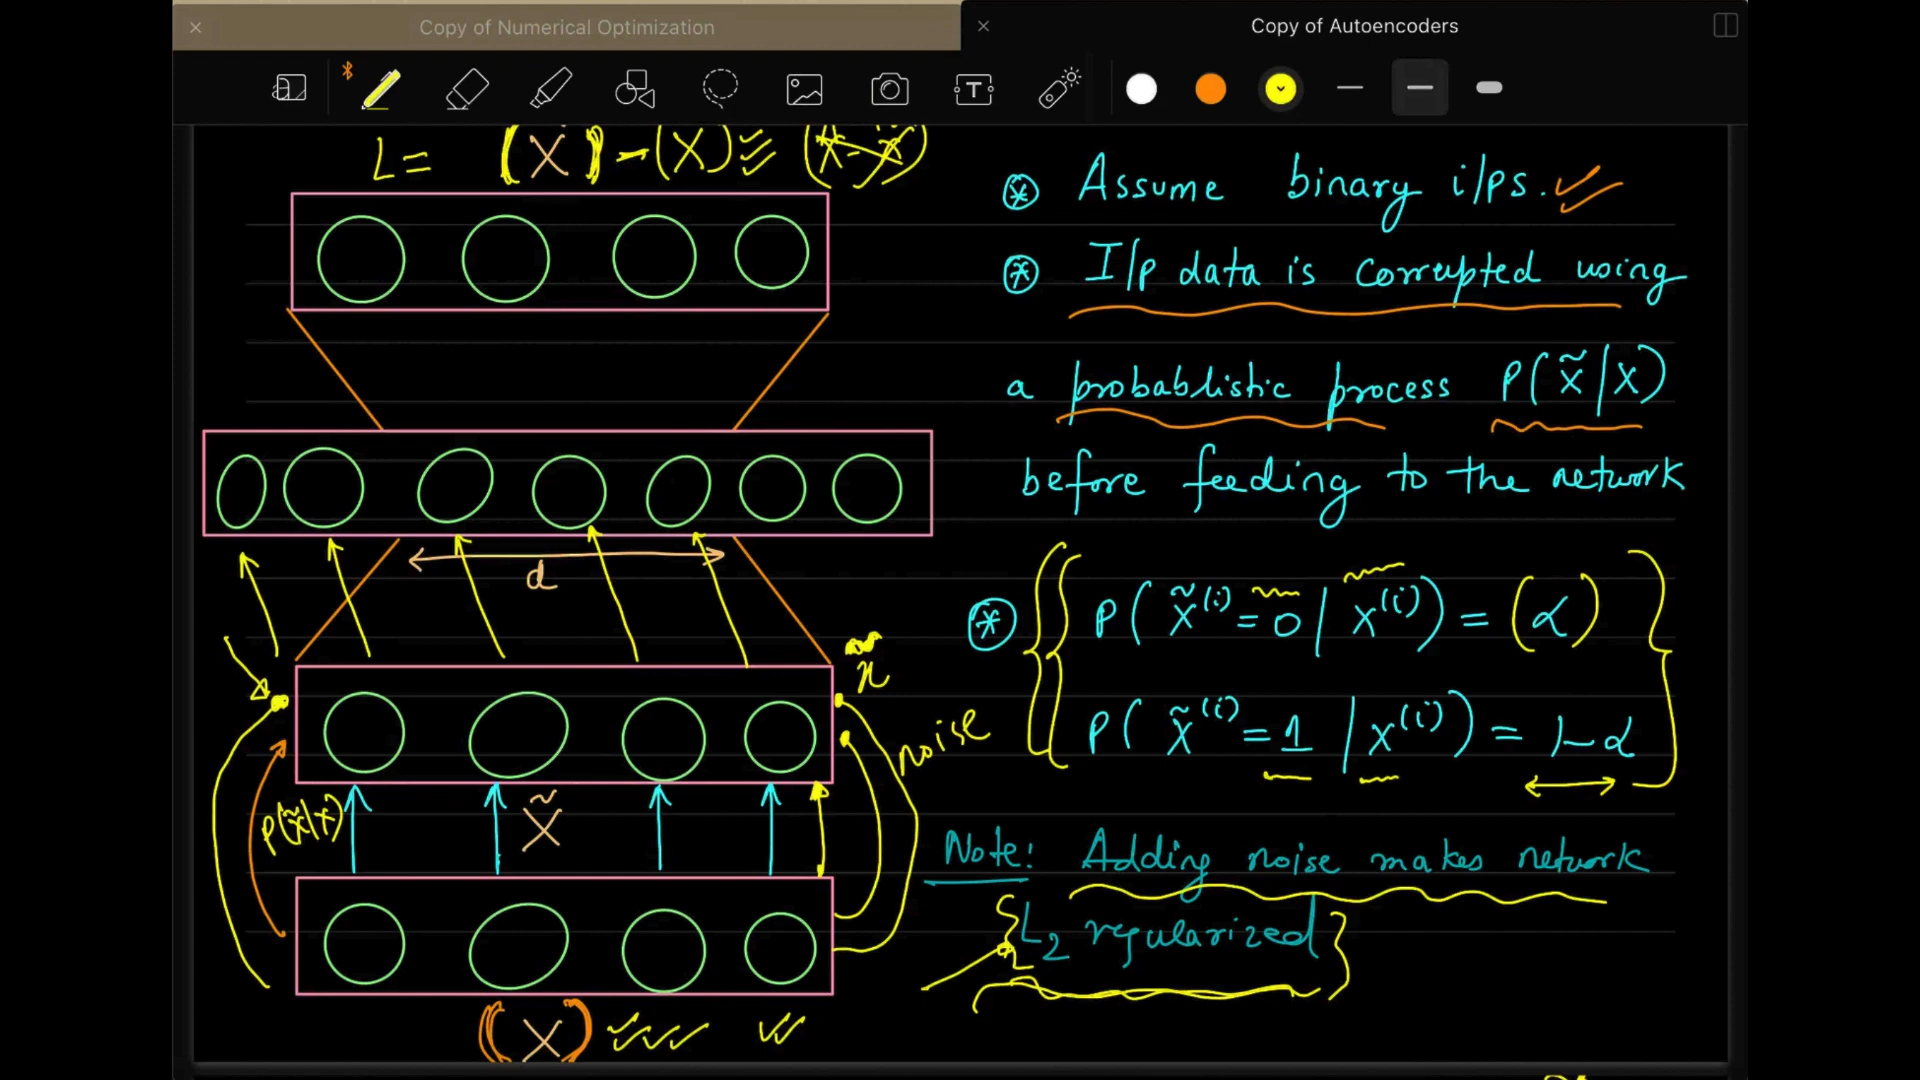 Copy of Numerical Optimization
Copy of Autoencoders
T
L = (X) - (X) (X - X̃)
d
x
noise
P(x̃|x)
X̃
(X)
Assume binary i/ps.
I/p data is corrupted using
a probablistic process P(x̃|x)
before feeding to the network
P(x̃⁽ⁱ⁾ = 0 | x⁽ⁱ⁾) = (α)
P(x̃⁽ⁱ⁾ = 1 | x⁽ⁱ⁾) = 1-α
Note: Adding noise makes network
{L₂ regularized}